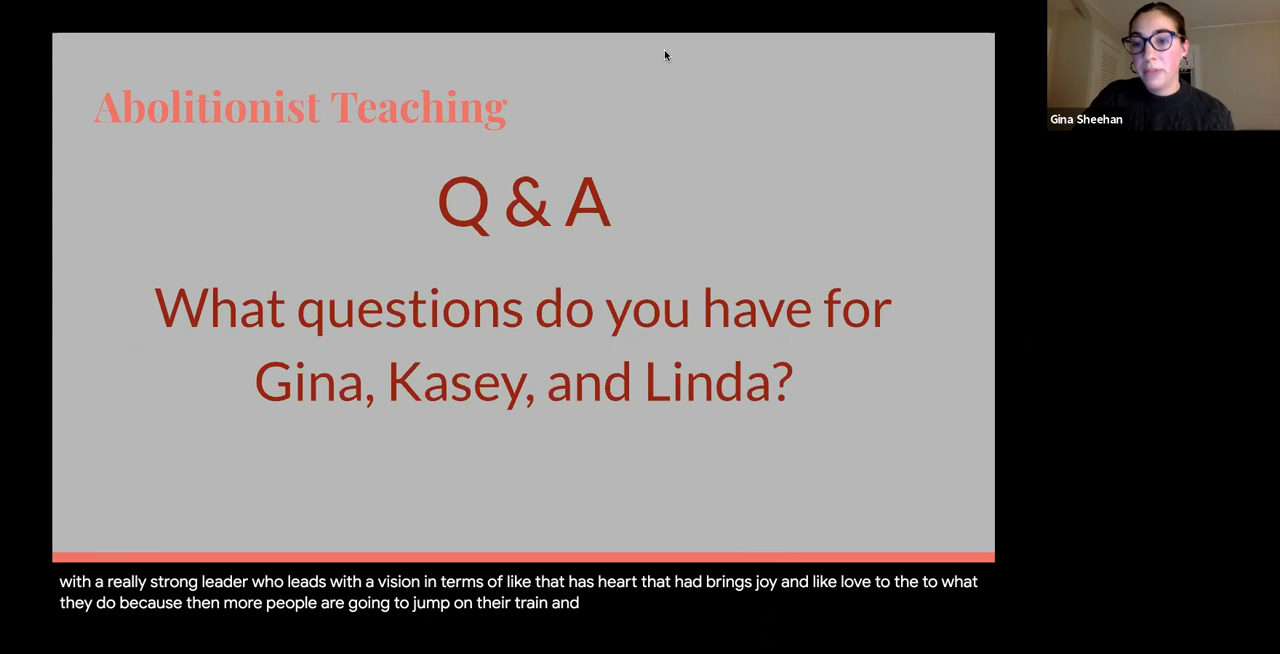 Abolitionist Teaching
Q & A
What questions do you have for
Gina, Kasey, and Linda?
Gina Sheehan
with a really strong leader who leads with a vision in terms of like that has heart that had brings joy and like love to the to what
they do because then more people are going to jump on their train and